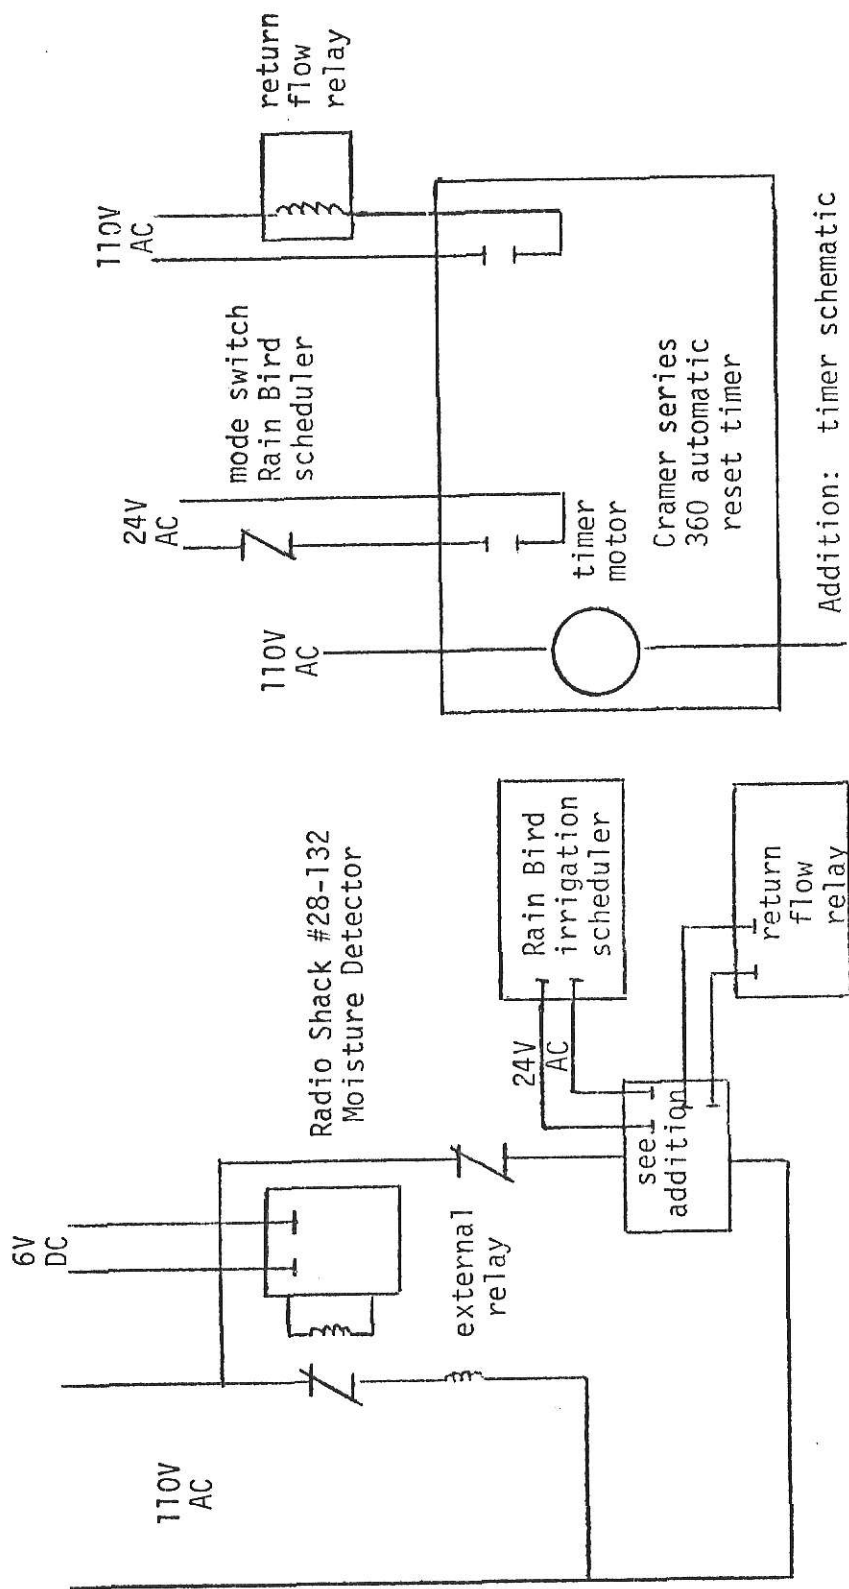 6V
DC
110V
AC
Radio Shack #28-132
Moisture Detector
external
relay
24V
AC
Rain Bird
irrigation
scheduler
see
addition
return
flow
relay
110V
AC
24V
AC
mode switch
Rain Bird
scheduler
110V
AC
return
flow
relay
timer
motor
Cramer series
360 automatic
reset timer
Addition: timer schematic